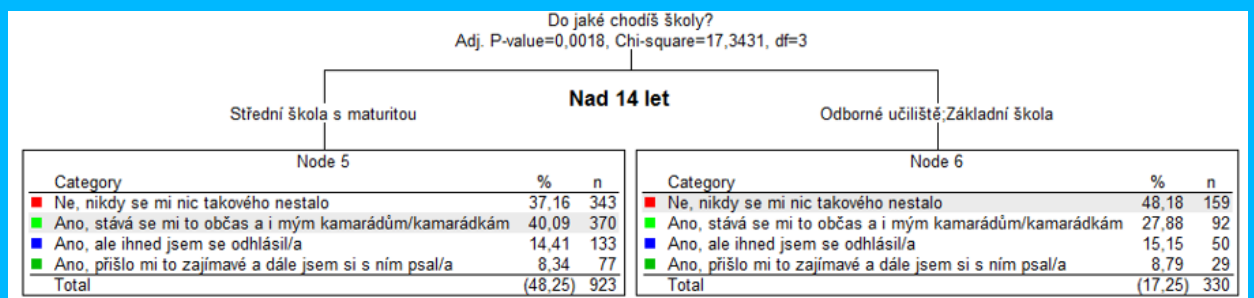 Do jaké chodíš školy?
Adj. P-value=0,0018, Chi-square=17,3431, df=3
Nad 14 let
Střední škola s maturitou
Odborné učiliště;Základní škola
Node 5
Category % n
Ne, nikdy se mi nic takového nestalo 37,16 343
Ano, stává se mi to občas a i mým kamarádům/kamarádkám 40,09 370
Ano, ale ihned jsem se odhlásil/a 14,41 133
Ano, přišlo mi to zajímavé a dále jsem si s ním psal/a 8,34 77
Total (48,25) 923
Node 6
Category % n
Ne, nikdy se mi nic takového nestalo 48,18 159
Ano, stává se mi to občas a i mým kamarádům/kamarádkám 27,88 92
Ano, ale ihned jsem se odhlásil/a 15,15 50
Ano, přišlo mi to zajímavé a dále jsem si s ním psal/a 8,79 29
Total (17,25) 330